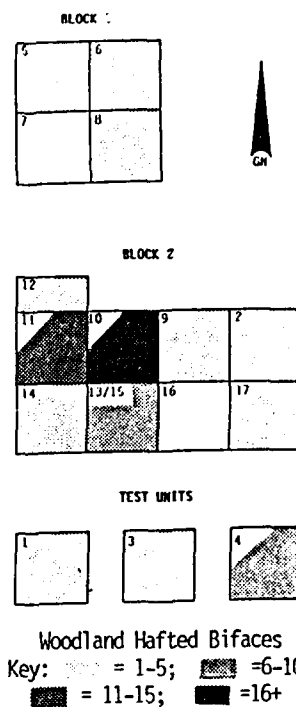 BLOCK 1
5 6
7 8
GN
BLOCK 2
12
11 10 9 2
14 13/15 16 17
TEST UNITS
1 3 4
Woodland Hafted Bifaces
Key: = 1-5; =6-10
= 11-15; =16+